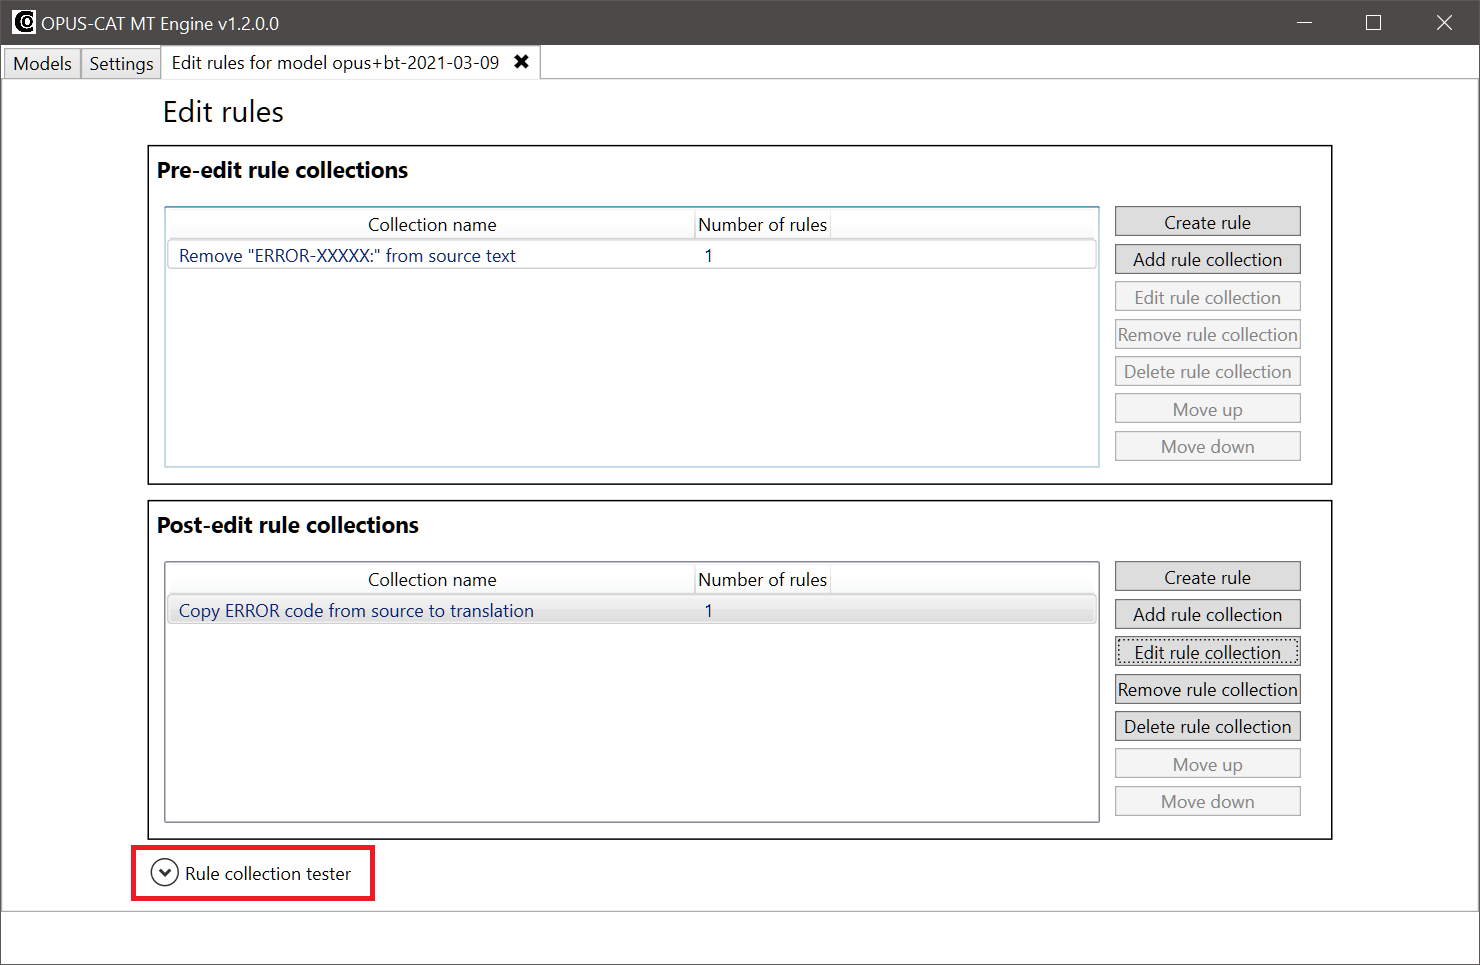 OPUS-CAT MT Engine v1.2.0.0
Models Settings Edit rules for model opus+bt-2021-03-09
Edit rules
Pre-edit rule collections
Collection name Number of rules
Remove "ERROR-XXXXX:" from source text 1
Create rule
Add rule collection
Edit rule collection
Remove rule collection
Delete rule collection
Move up
Move down
Post-edit rule collections
Collection name Number of rules
Copy ERROR code from source to translation 1
Create rule
Add rule collection
Edit rule collection
Remove rule collection
Delete rule collection
Move up
Move down
Rule collection tester